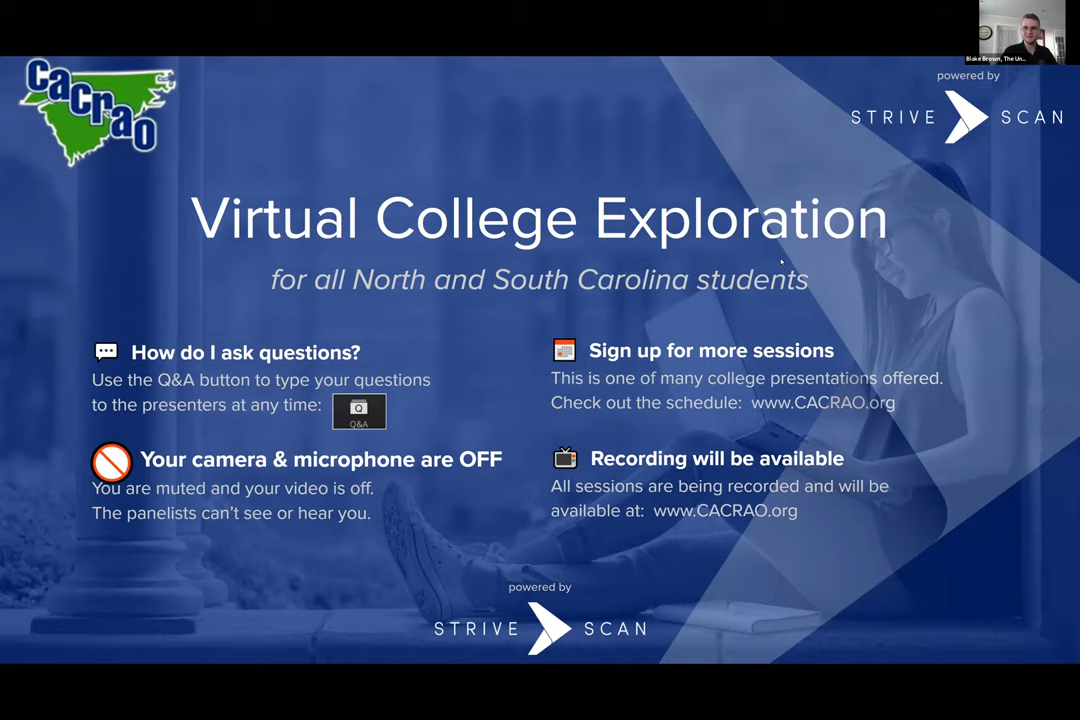 CACRAO
Blake Brown, The Un...
powered by
STRIVE SCAN
Virtual College Exploration
for all North and South Carolina students
How do I ask questions?
Use the Q&A button to type your questions
to the presenters at any time:
Q
Q&A
Your camera & microphone are OFF
You are muted and your video is off.
The panelists can't see or hear you.
Sign up for more sessions
This is one of many college presentations offered.
Check out the schedule: www.CACRAO.org
Recording will be available
All sessions are being recorded and will be
available at: www.CACRAO.org
powered by
STRIVE SCAN